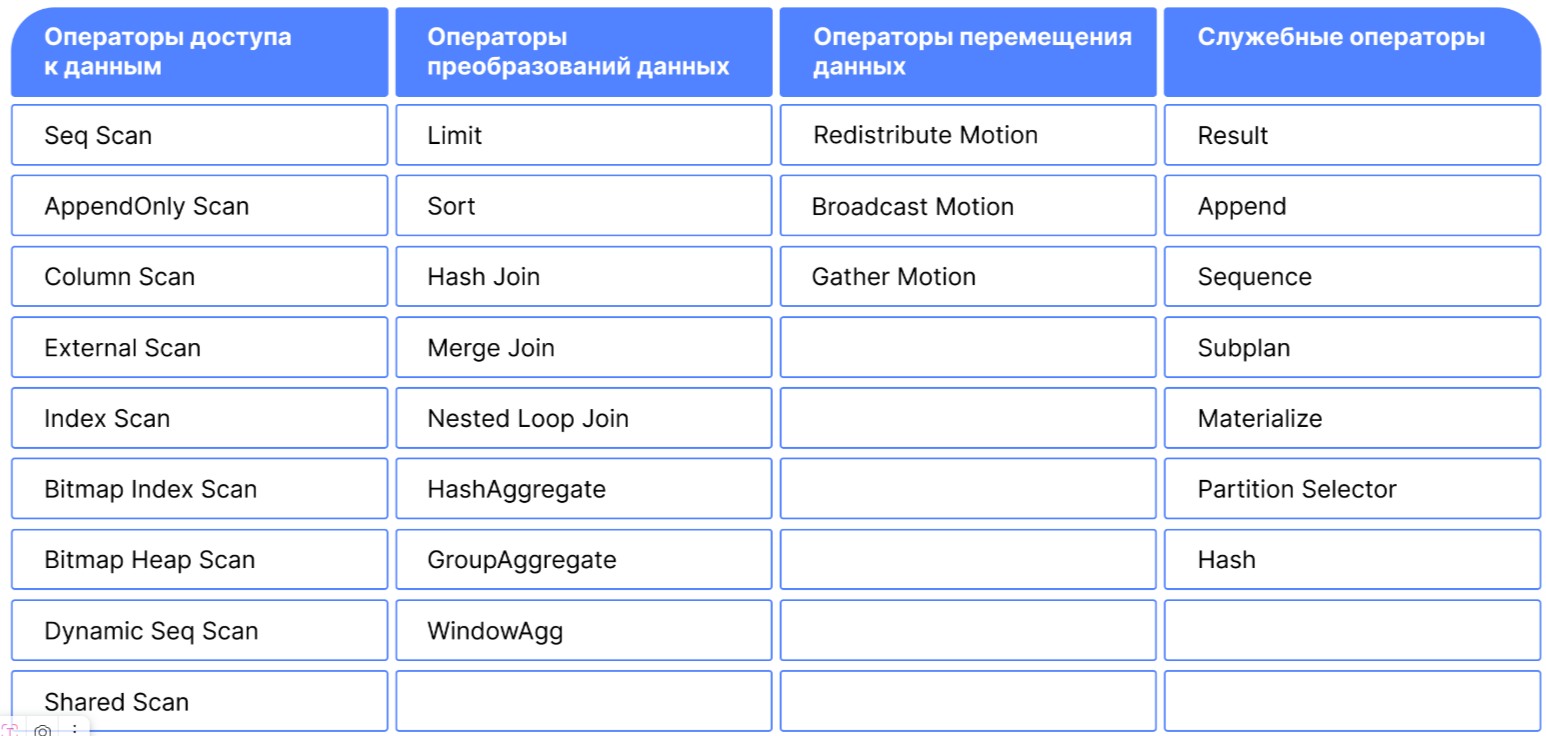 Операторы доступа
к данным
Операторы
преобразований данных
Операторы перемещения
данных
Служебные операторы
Seq Scan
Limit
Redistribute Motion
Result
AppendOnly Scan
Sort
Broadcast Motion
Append
Column Scan
Hash Join
Gather Motion
Sequence
External Scan
Merge Join
Subplan
Index Scan
Nested Loop Join
Materialize
Bitmap Index Scan
HashAggregate
Partition Selector
Bitmap Heap Scan
GroupAggregate
Hash
Dynamic Seq Scan
WindowAgg
Shared Scan